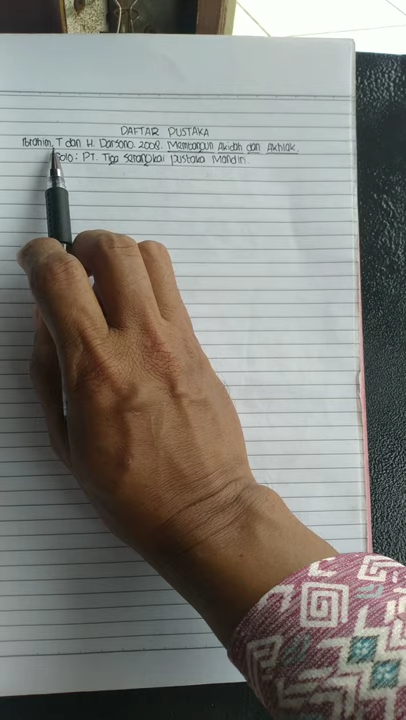 DAFTAR PUSTAKA
Ibrahim, T dan H. Darsono. 2008. Membangun Akidah dan Akhlak.
Solo: PT. Tiga Serangkai Pustaka Mandiri.